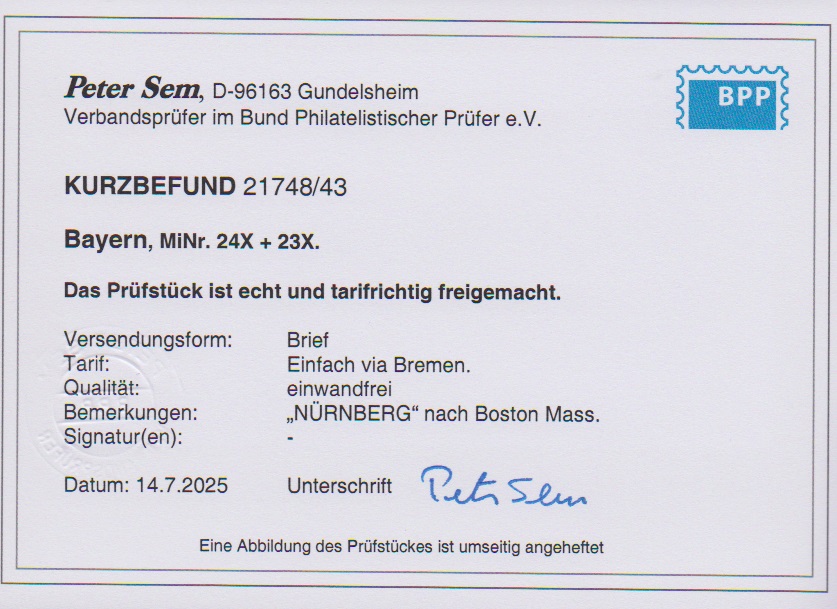 Peter Sem, D-96163 Gundelsheim
BPP
Verbandsprüfer im Bund Philatelistischer Prüfer e.V.
KURZBEFUND 21748/43
Bayern, MiNr. 24X + 23X.
Das Prüfstück ist echt und tarifrichtig freigemacht.
Versendungsform: Brief
Tarif: Einfach via Bremen.
Qualität: einwandfrei
Bemerkungen: „NÜRNBERG“ nach Boston Mass.
Signatur(en): -
Datum: 14.7.2025 Unterschrift Peter Sem
Eine Abbildung des Prüfstückes ist umseitig angeheftet